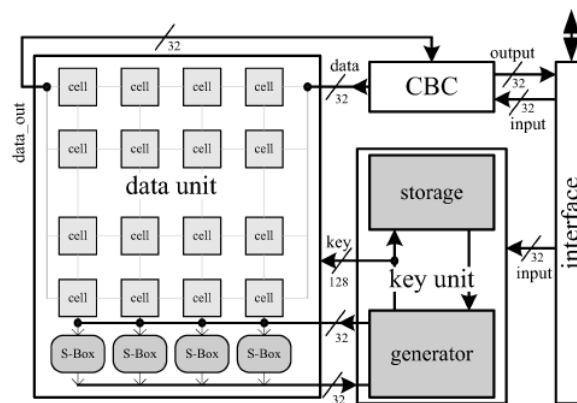 32
output
data
32
CBC
32
32
input
cell cell cell cell
data_out
cell cell cell cell
data unit
storage
cell cell cell cell
key
128
key unit
32
input
interface
cell cell cell cell
32
S-Box S-Box S-Box S-Box
generator
32